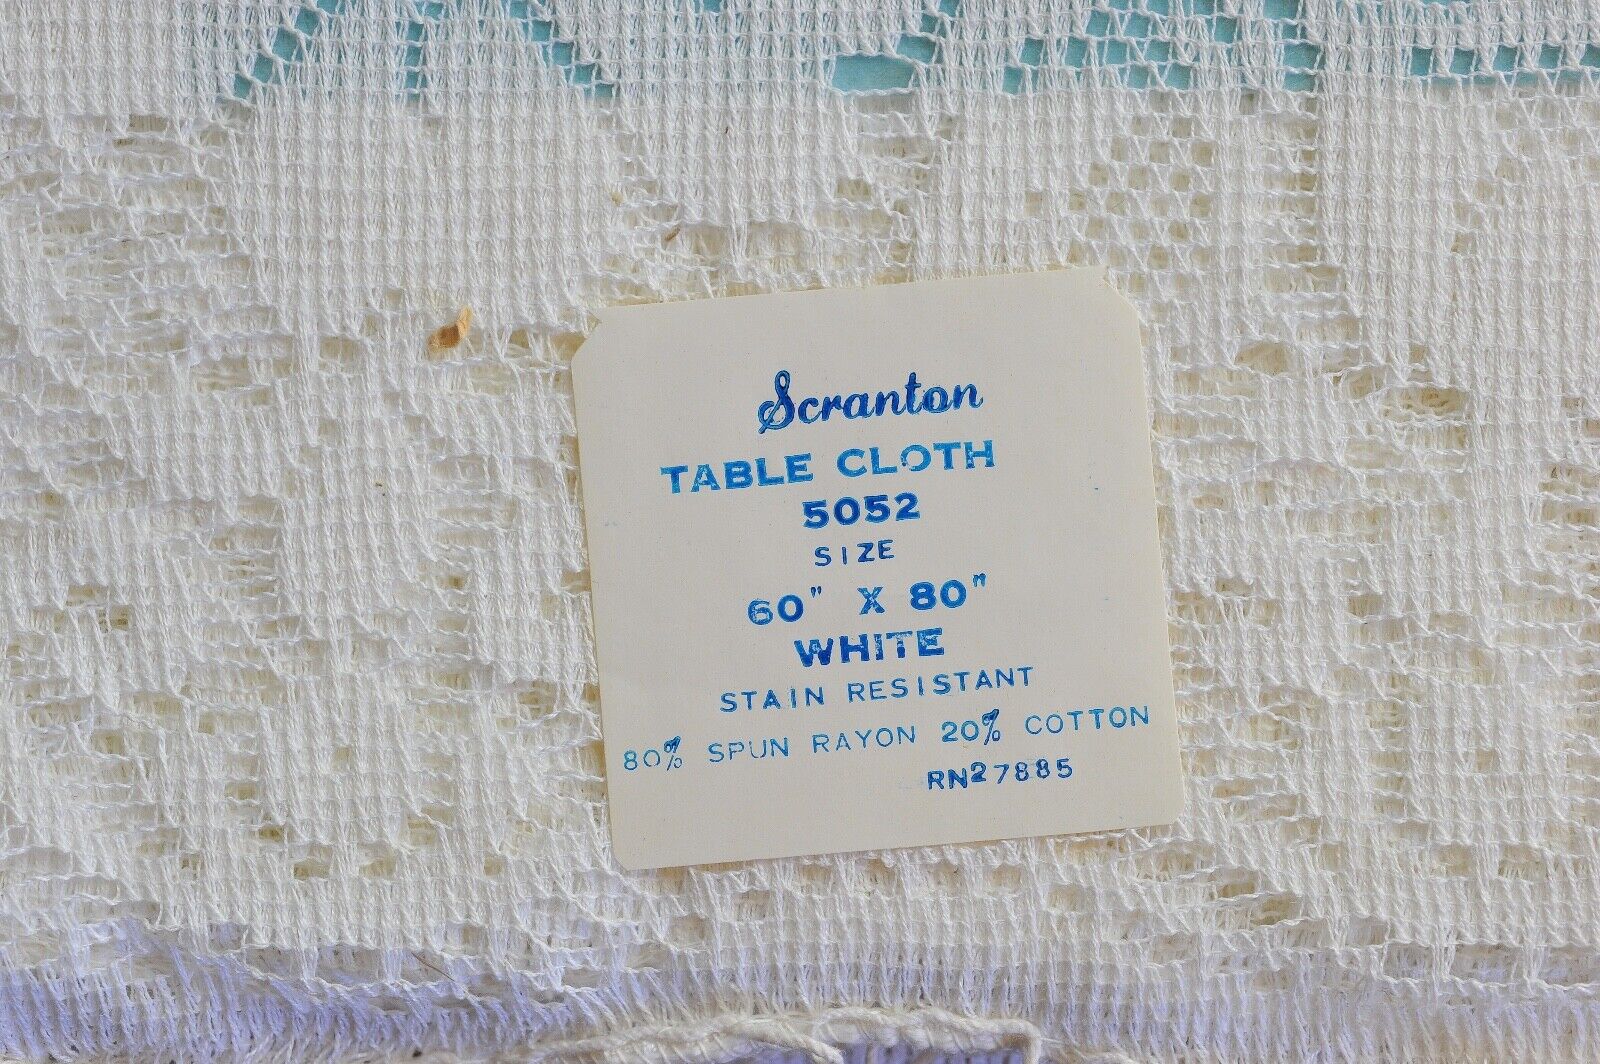 Scranton
TABLE CLOTH
5052
SIZE
60" X 80"
WHITE
STAIN RESISTANT
80% SPUN RAYON 20% COTTON
RN27885